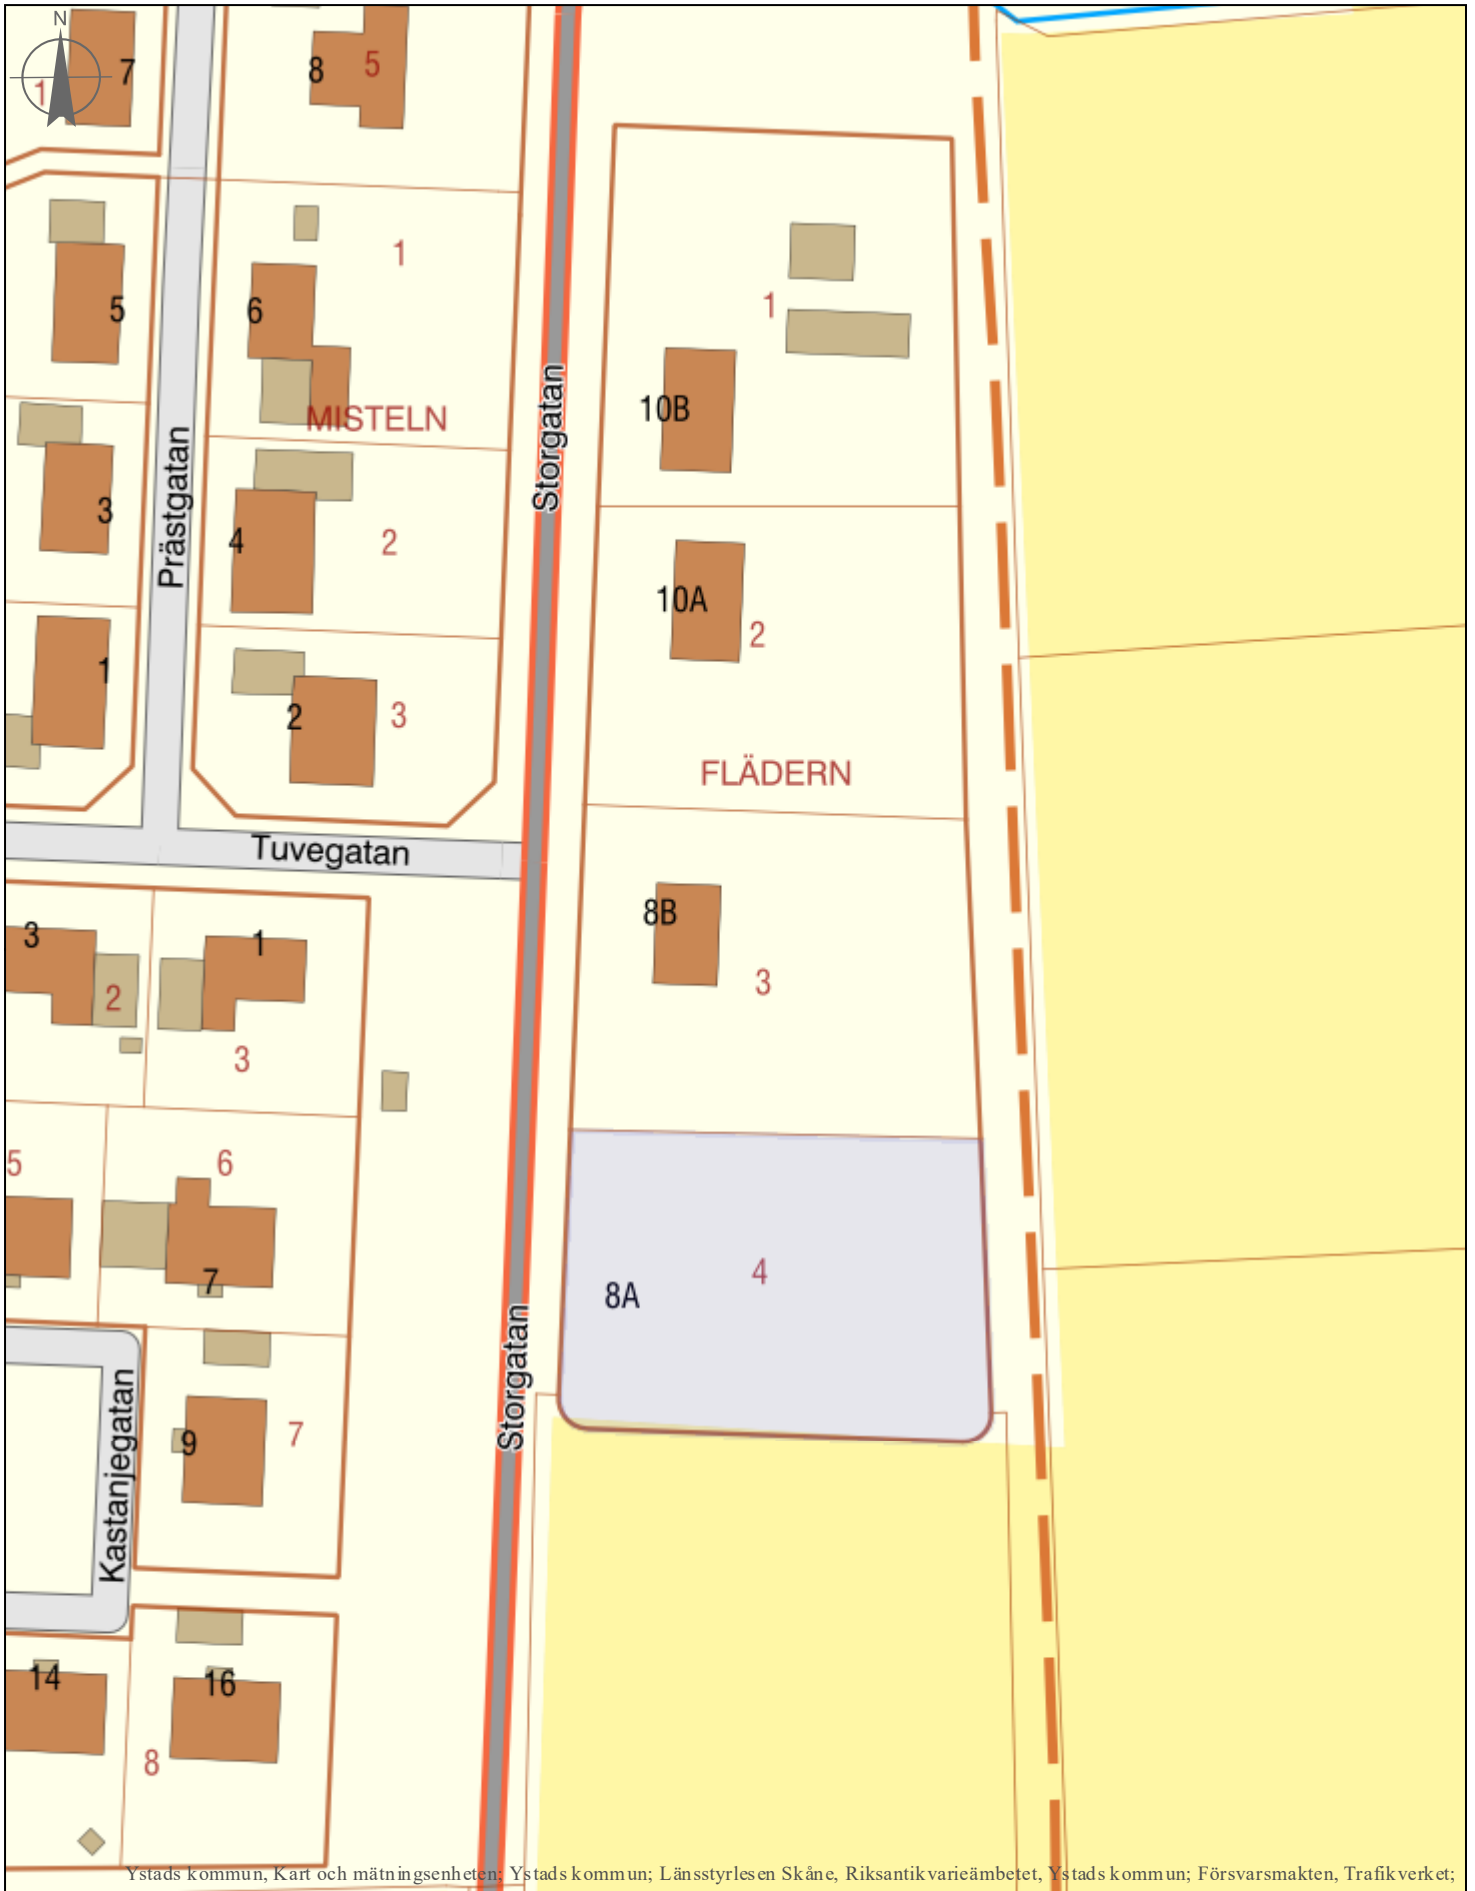 N
7
1
8
5
1
5
6
1
10B
MISTELN
Storgatan
3
Prästgatan
4
2
10A
2
1
2
3
FLÄDERN
Tuvegatan
3
2
1
3
8B
3
5
6
7
8A
4
Storgatan
Kastanjegatan
9
7
14
16
8
Ystads kommun, Kart och mätningsenheten; Ystads kommun; Länsstyrlesen Skåne, Riksantikvarieämbetet, Ystads kommun; Försvarsmakten, Trafikverket;